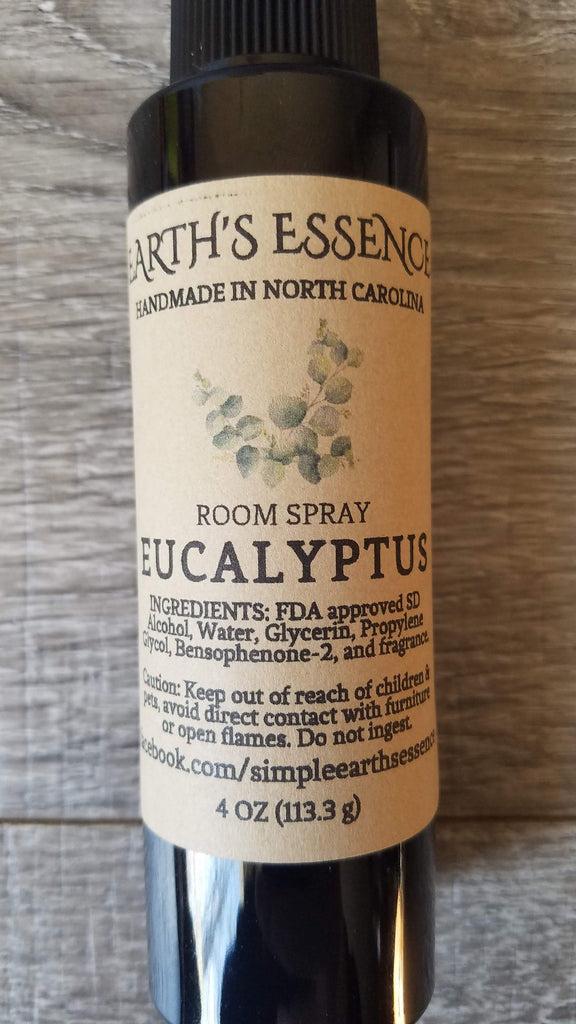 EARTH'S ESSENCE
HANDMADE IN NORTH CAROLINA
ROOM SPRAY
EUCALYPTUS
INGREDIENTS: FDA approved SD
Alcohol, Water, Glycerin, Propylene
Glycol, Bensophenone-2, and fragrance.
Caution: Keep out of reach of children &
pets, avoid direct contact with furniture
or open flames. Do not ingest.
facebook.com/simpleearthsessence
4 OZ (113.3 g)